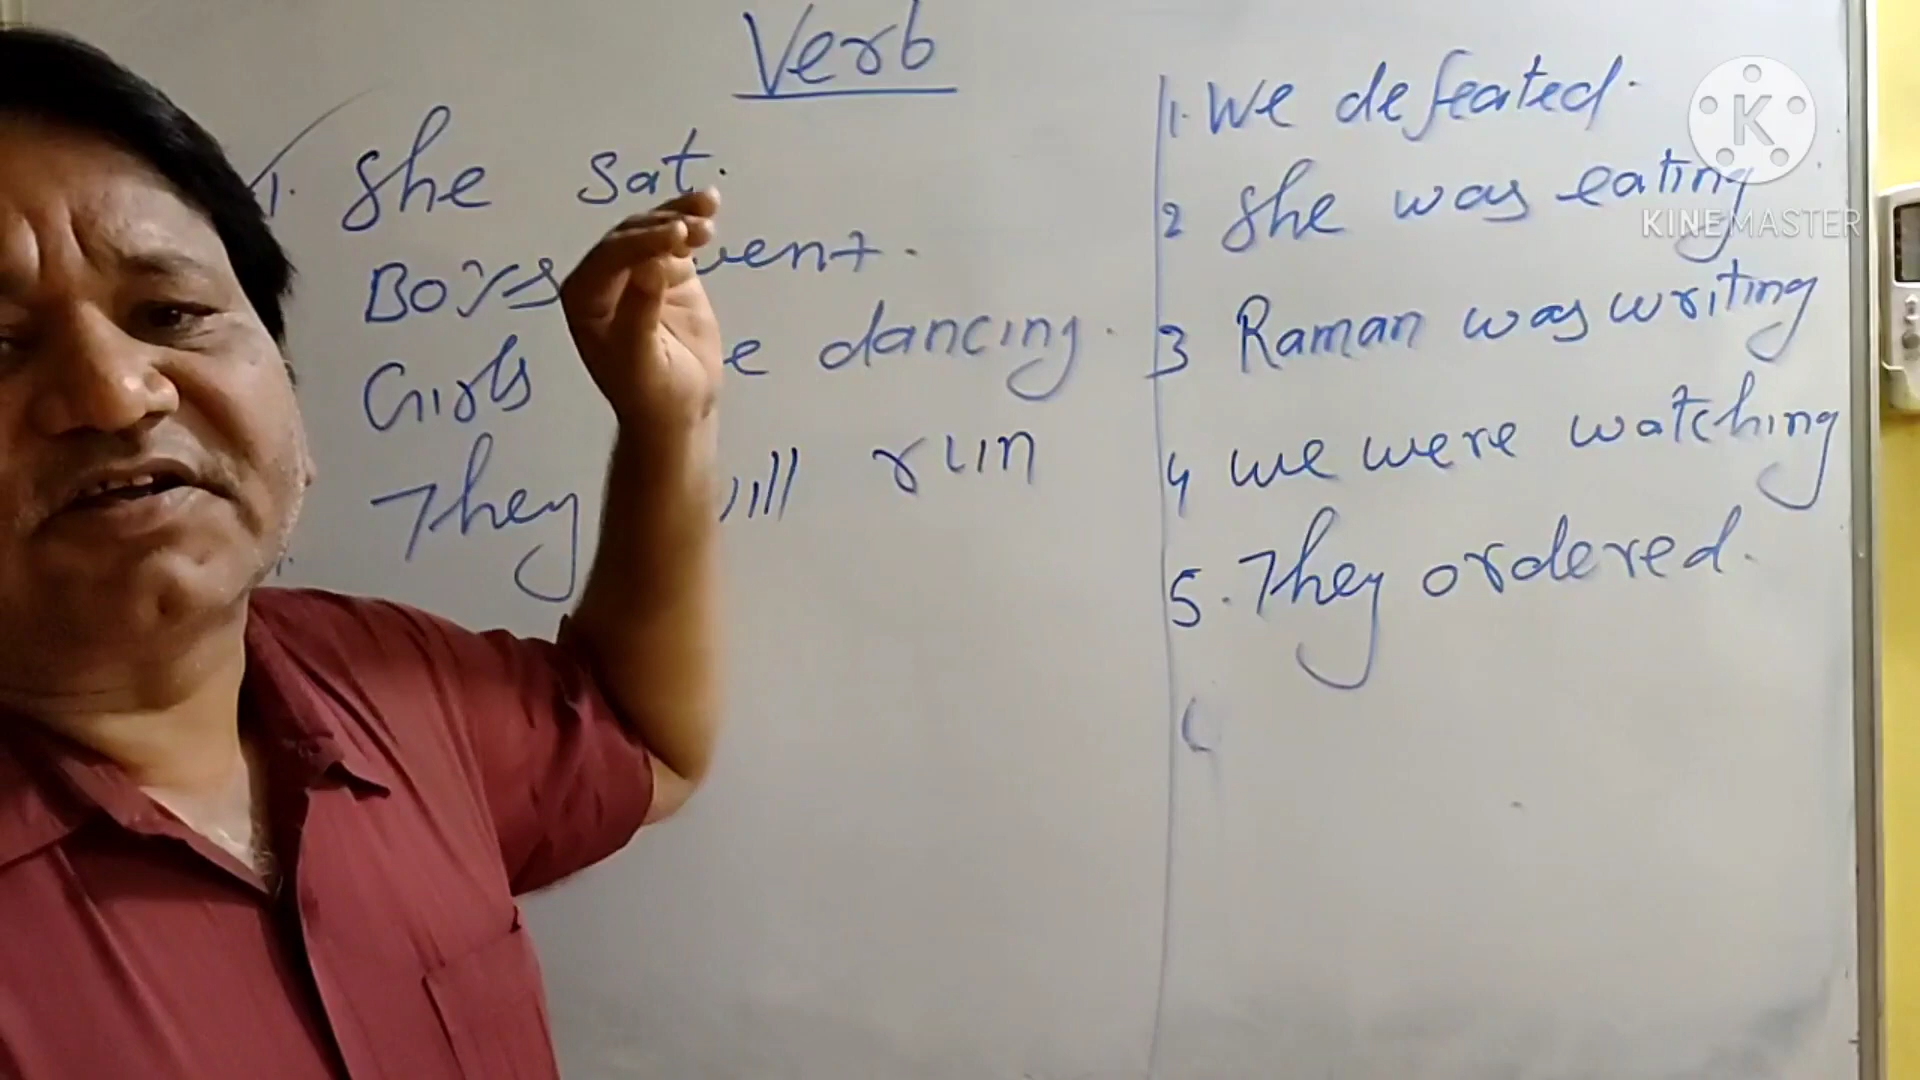 Verb
1. She sat.
Boys went.
Girls dancing.
They will run
1. We defeated.
2 She was eating
3 Raman was writing
4 we were watching
5. They ordered.
K
KINEMASTER